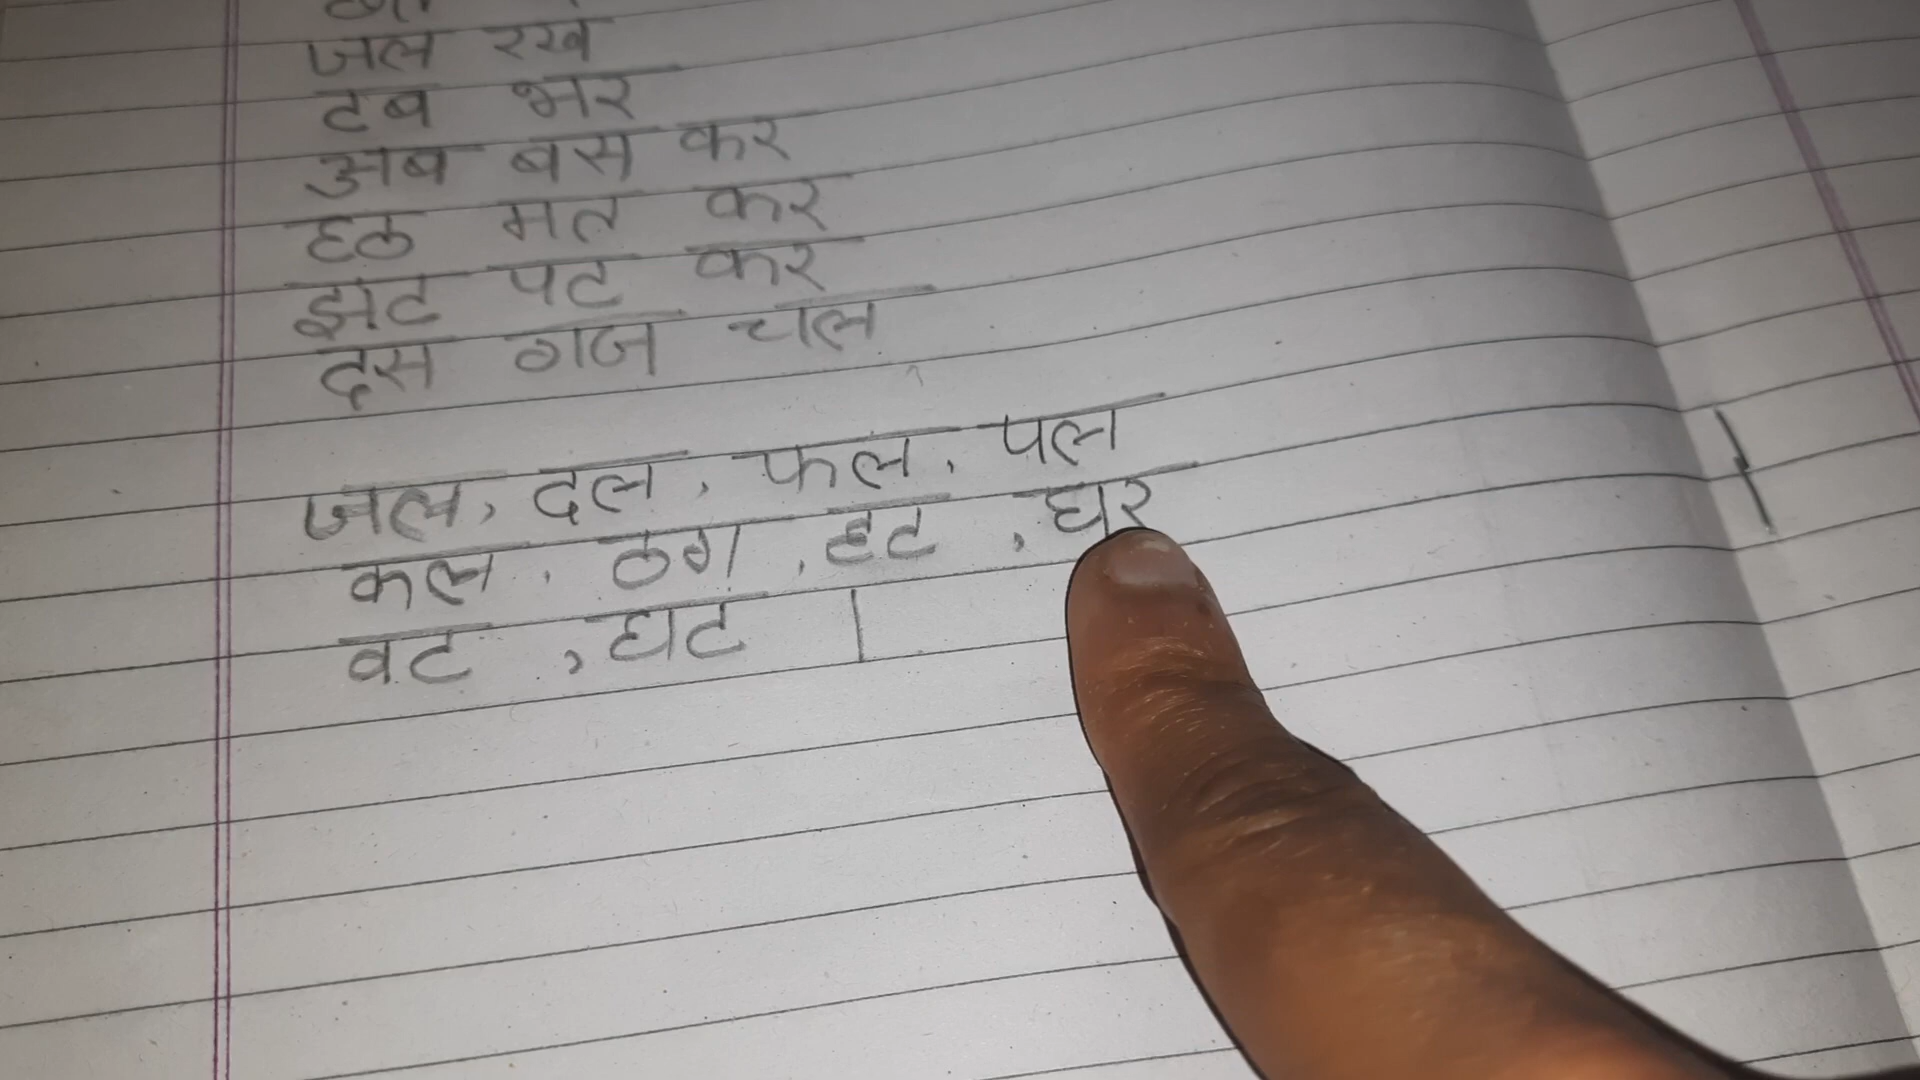 जल रखे
टब भर
अब बस कर
हठ मत कर
झट पट कर
दस गज चल
जल, दल, फल, पल
कल, ठग, हट, घर
वट, घट |